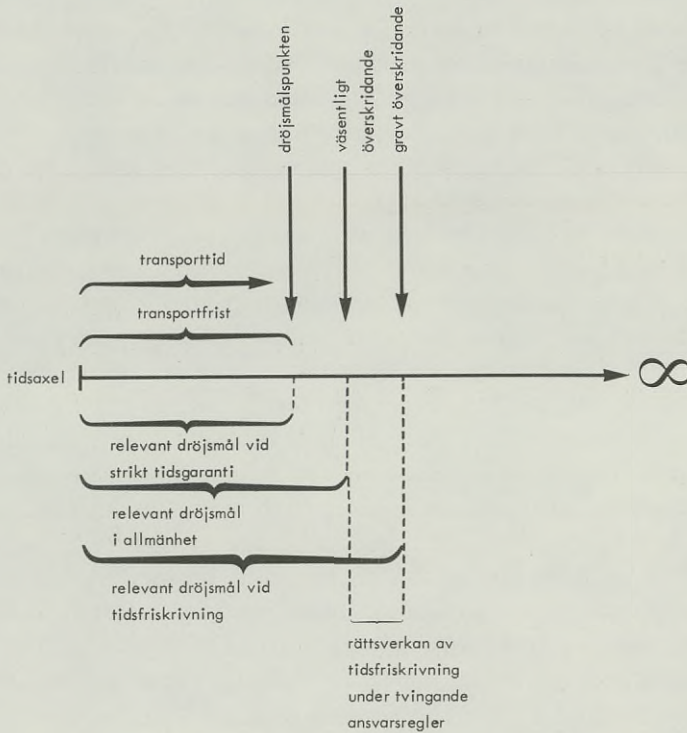 dröjsmålspunkten
väsentligt
överskridande
gravt överskridande
transporttid
transportfrist
tidsaxel
∞
relevant dröjsmål vid
strikt tidsgaranti
relevant dröjsmål
i allmänhet
relevant dröjsmål vid
tidsfriskrivning
rättsverkan av
tidsfriskrivning
under tvingande
ansvarsregler